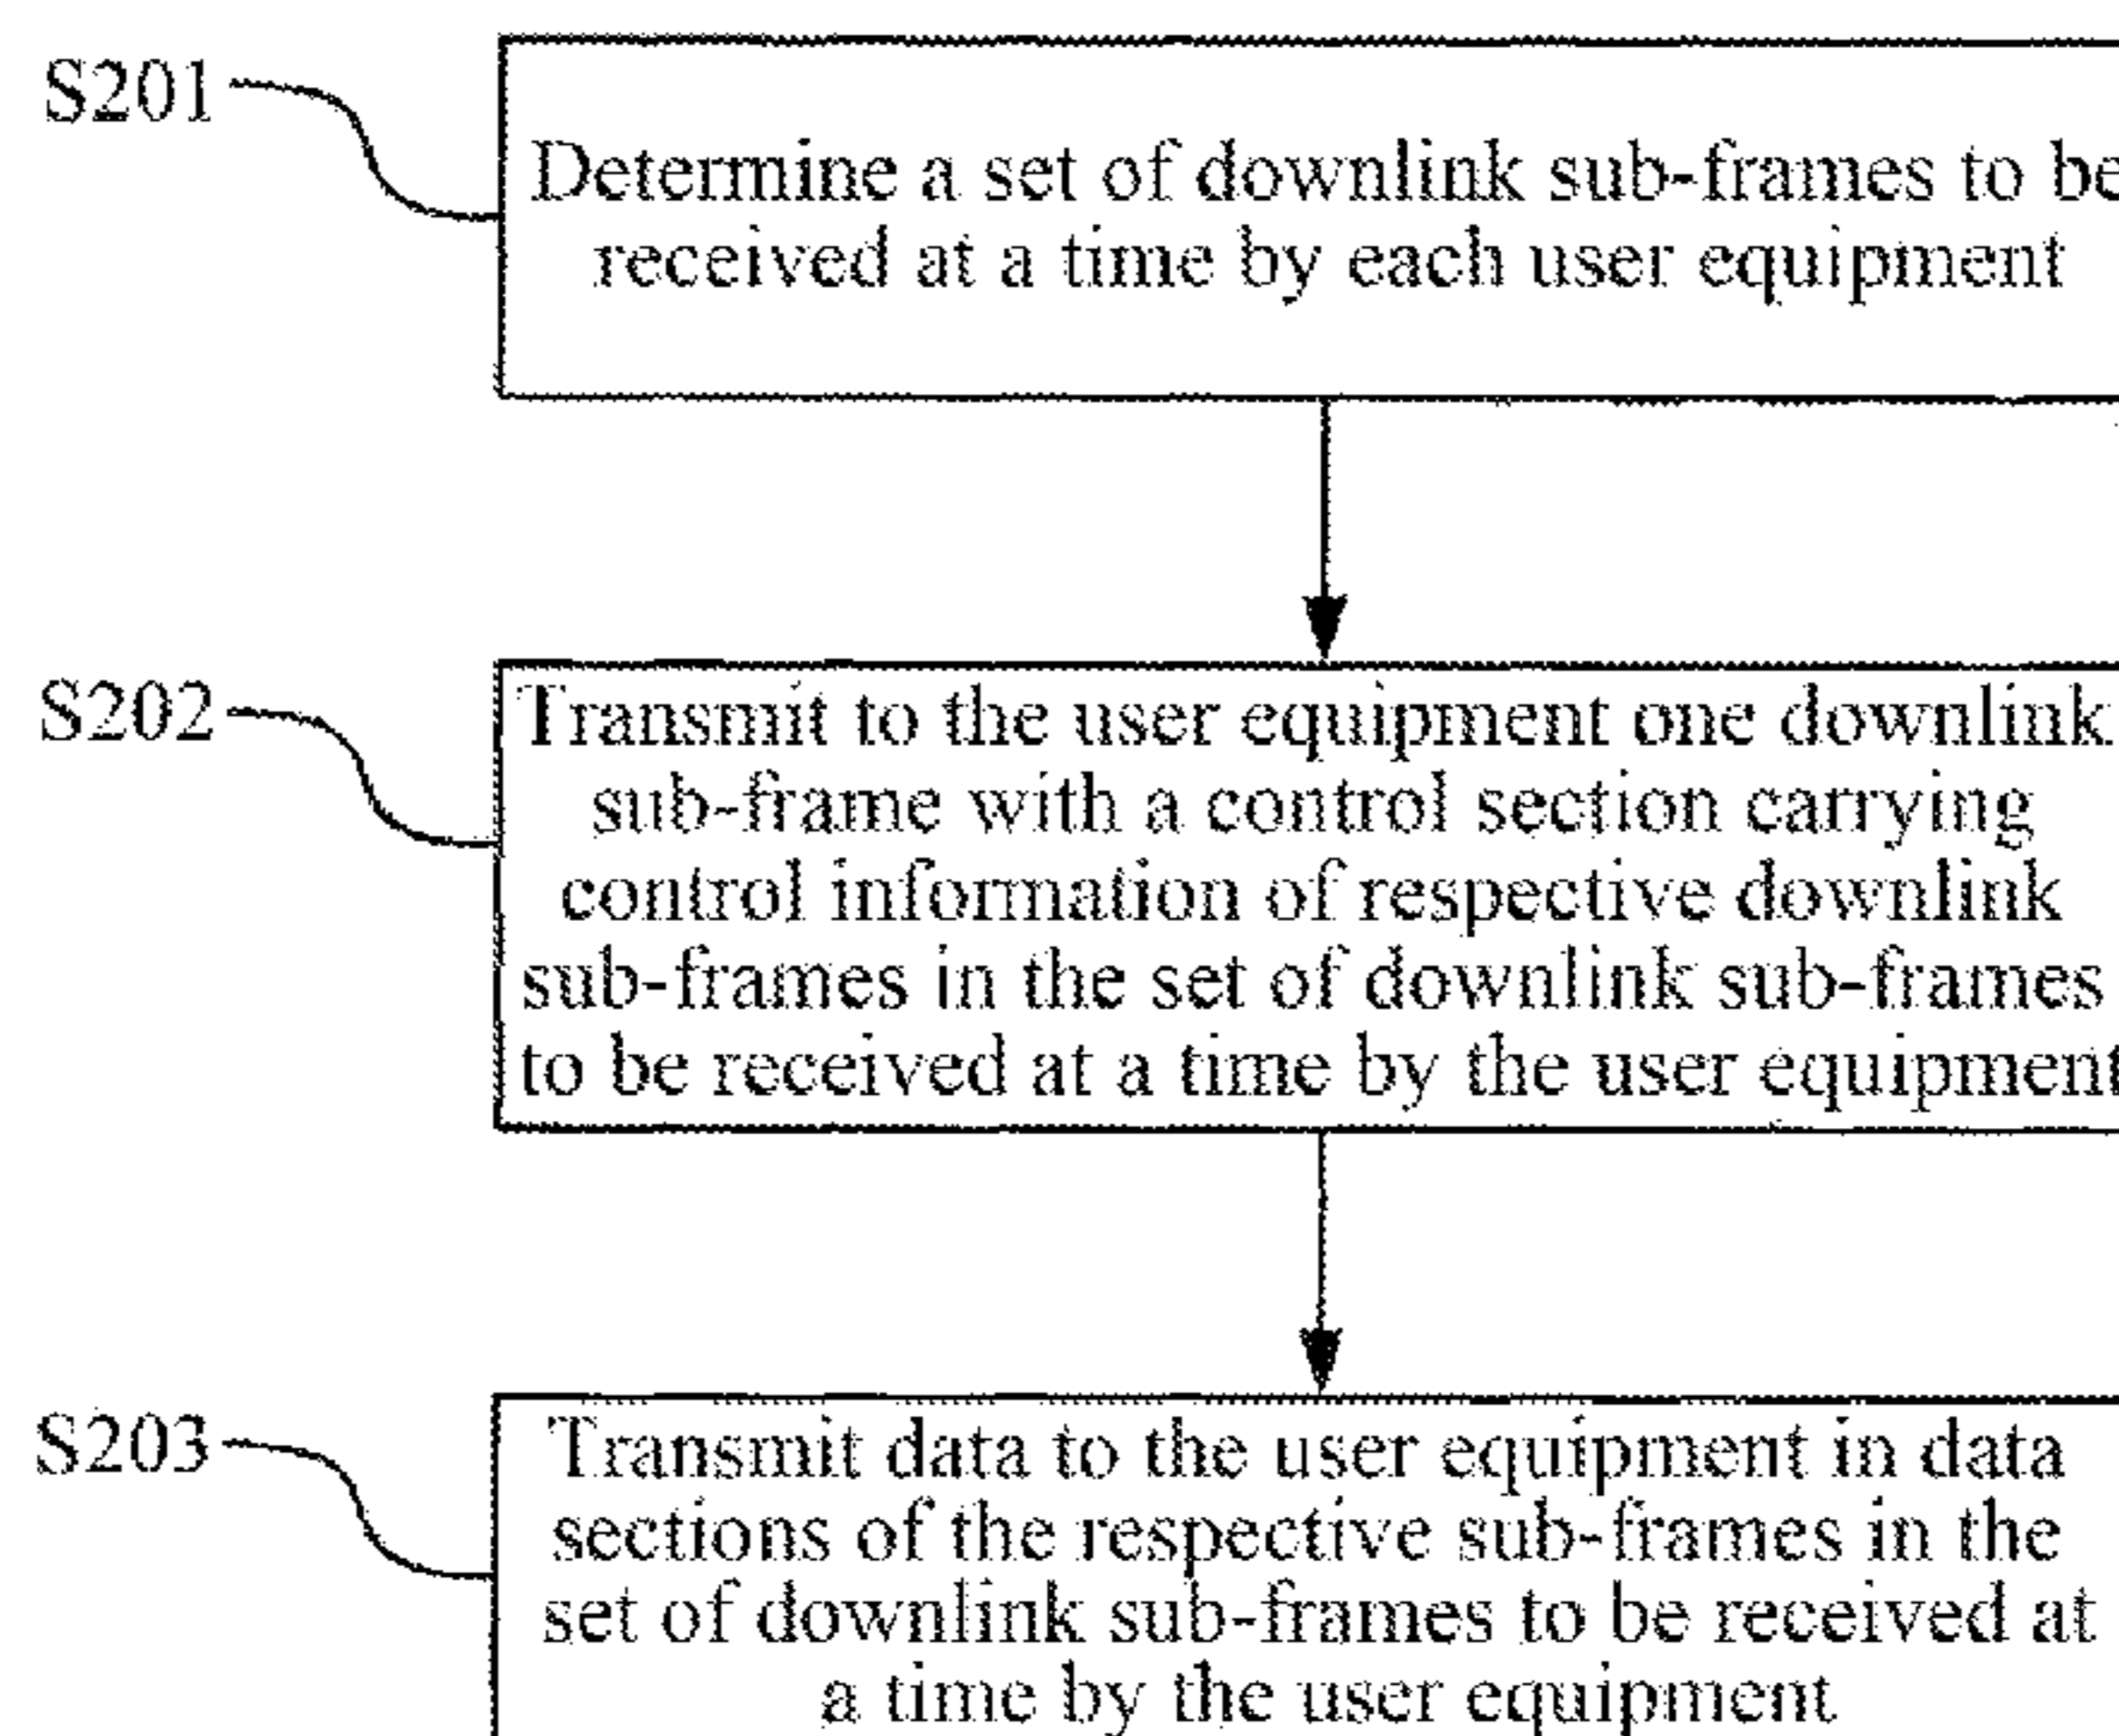 S201
Determine a set of downlink sub-frames to be
received at a time by each user equipment
S202
Transmit to the user equipment one downlink
sub-frame with a control section carrying
control information of respective downlink
sub-frames in the set of downlink sub-frames
to be received at a time by the user equipment
S203
Transmit data to the user equipment in data
sections of the respective sub-frames in the
set of downlink sub-frames to be received at
a time by the user equipment